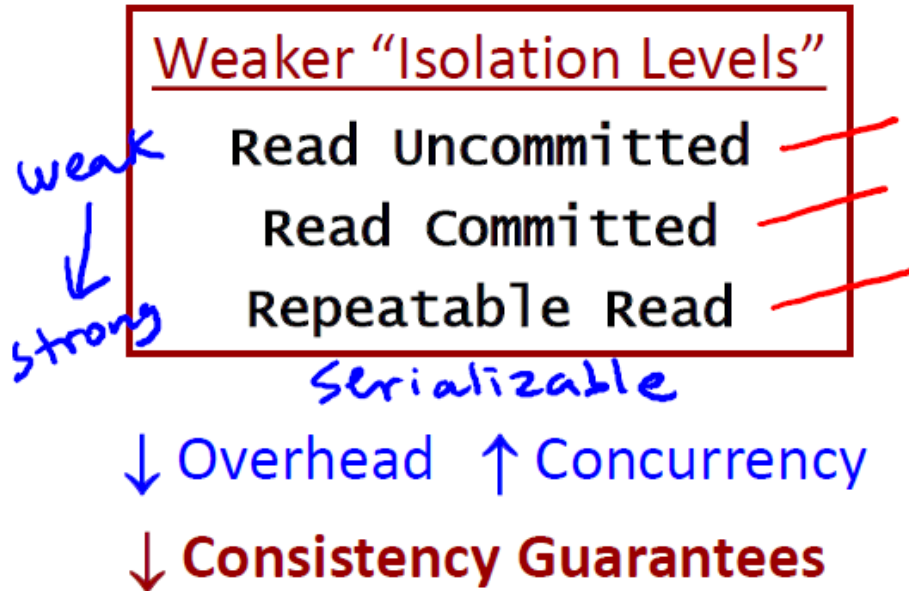 Weaker “Isolation Levels”
weak
Read Uncommitted
Read Committed
strong
Repeatable Read
serializable
↓ Overhead ↑ Concurrency
↓ Consistency Guarantees